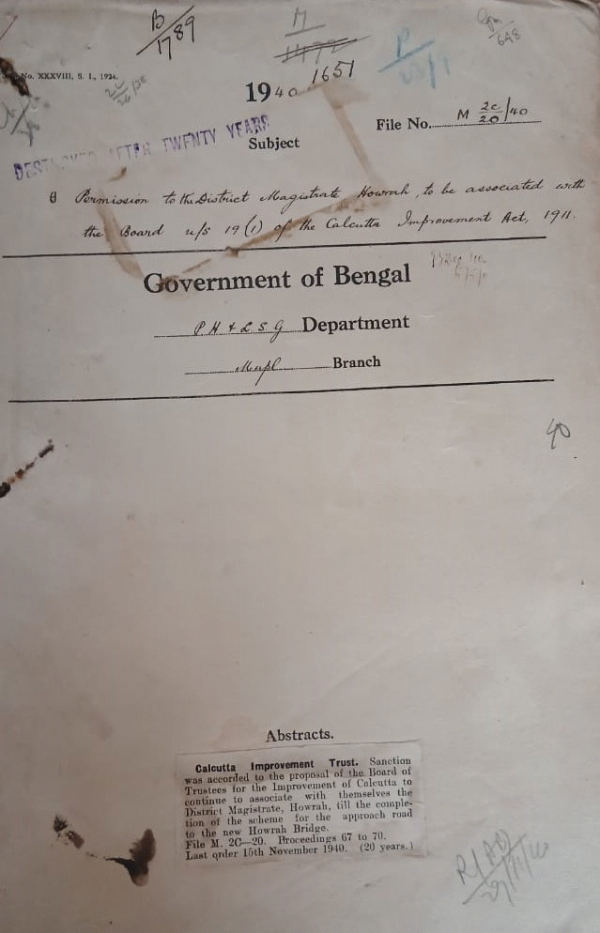 B
1789
M
1477
1651
No. XXXVIII, S. I., 1924.
1940
File No. M 2C/20/40
DESTROYED AFTER TWENTY YEARS
Subject
Permission to the District Magistrate Howrah, to be associated with
the Board u/s 19(1) of the Calcutta Improvement Act, 1911.
Government of Bengal
P H & L S G Department
Mupl Branch
40
Abstracts.
Calcutta Improvement Trust. Sanction
was accorded to the proposal of the Board of
Trustees for the Improvement of Calcutta to
continue to associate with themselves the
District Magistrate, Howrah, till the comple-
tion of the scheme for the approach road
to the new Howrah Bridge.
File M. 2C—20. Proceedings 67 to 70.
Last order 15th November 1940. (20 years.)